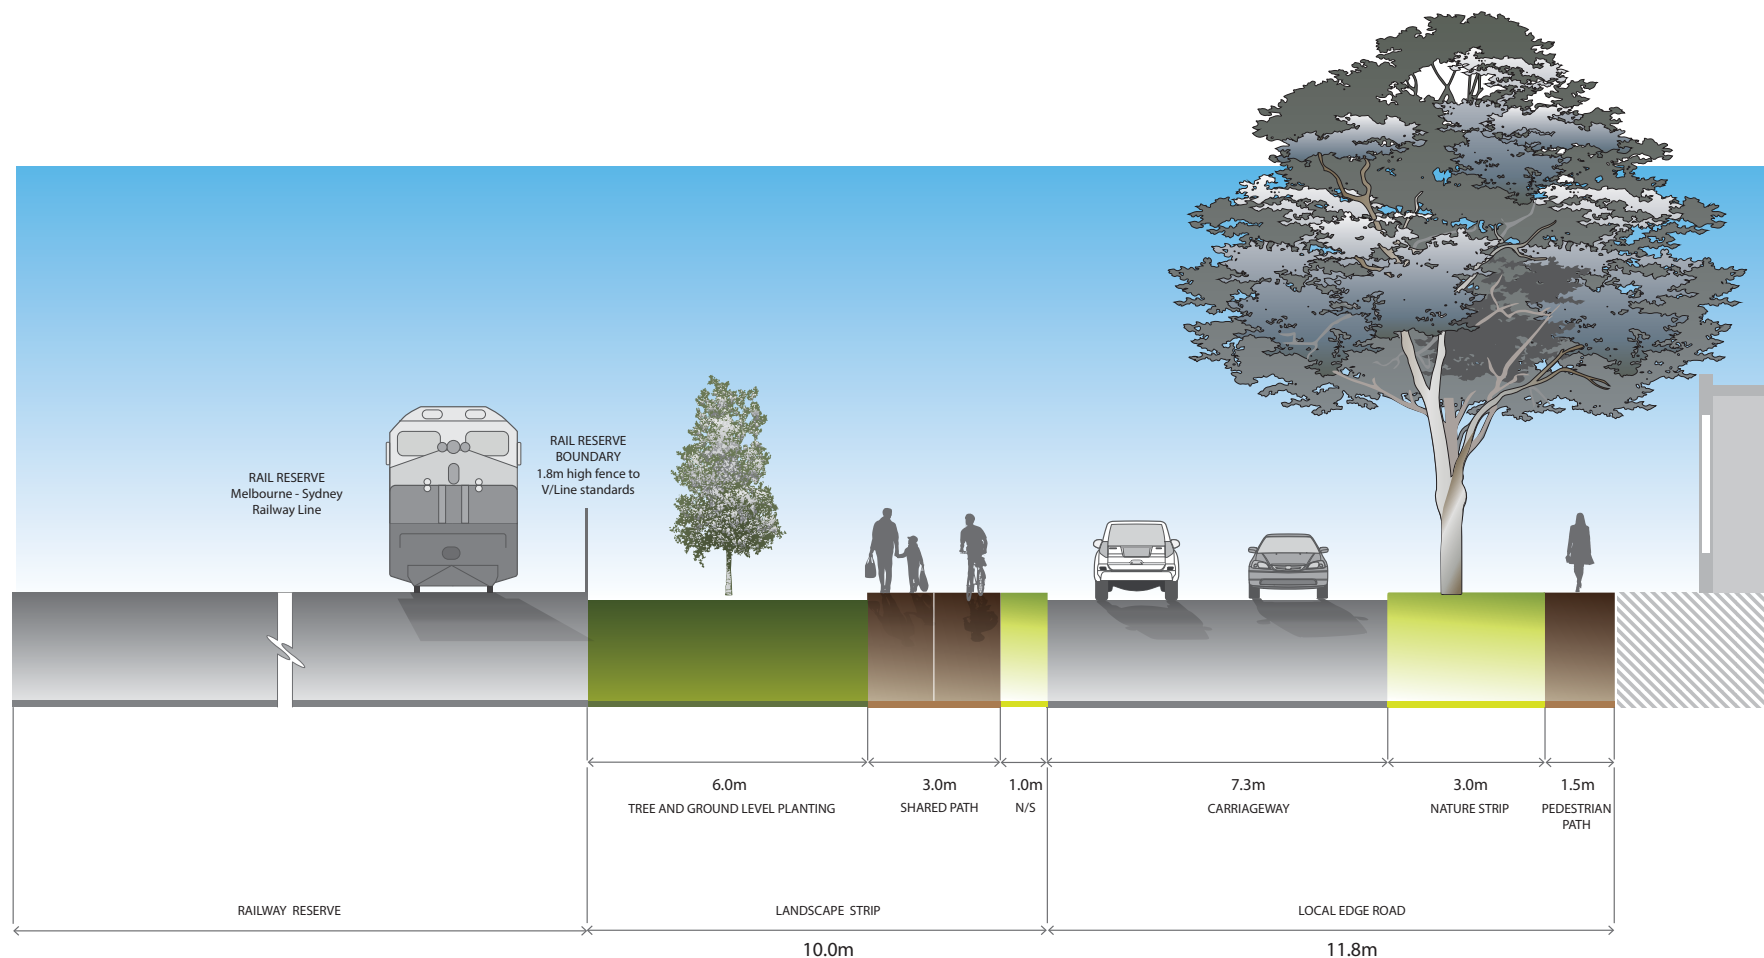 RAIL RESERVE
Melbourne - Sydney
Railway Line
RAIL RESERVE
BOUNDARY
1.8m high fence to
V/Line standards
6.0m
TREE AND GROUND LEVEL PLANTING
3.0m
SHARED PATH
1.0m
N/S
7.3m
CARRIAGEWAY
3.0m
NATURE STRIP
1.5m
PEDESTRIAN
PATH
RAILWAY RESERVE
LANDSCAPE STRIP
10.0m
LOCAL EDGE ROAD
11.8m